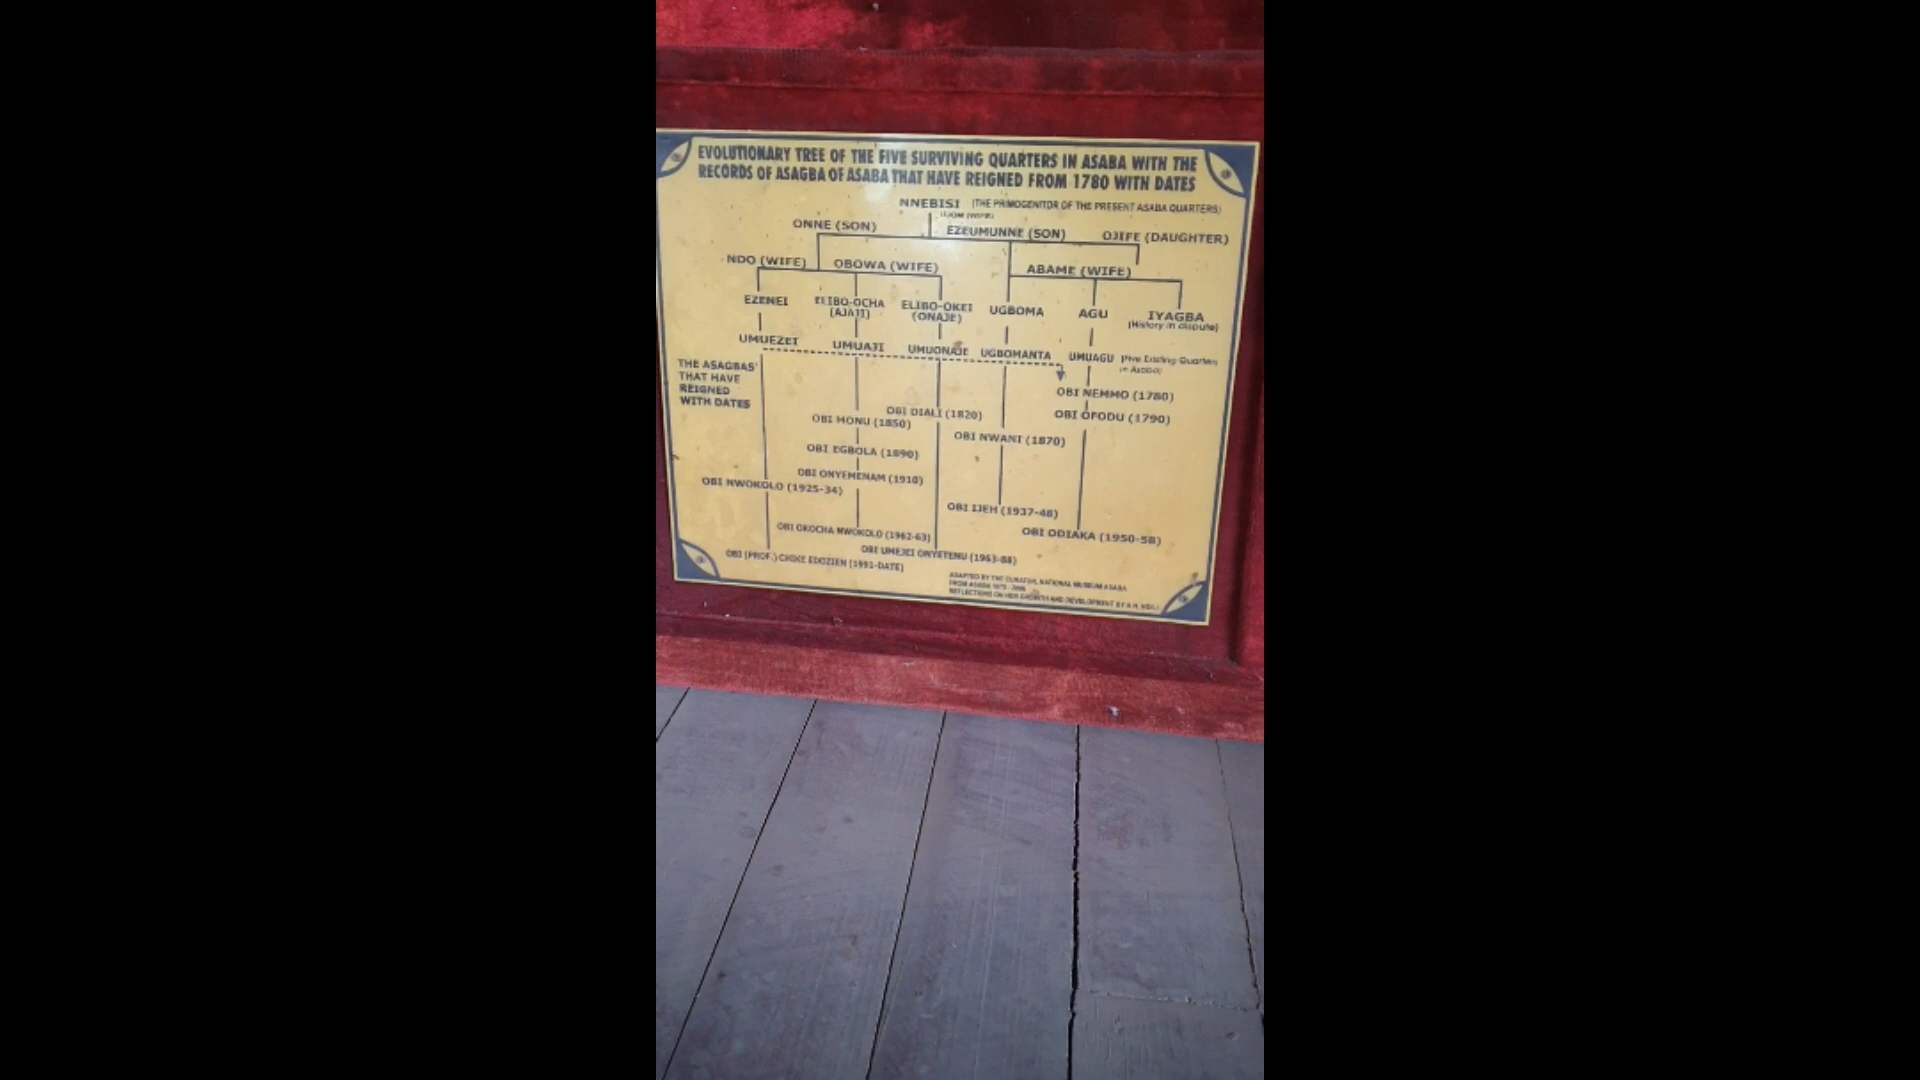 EVOLUTIONARY TREE OF THE FIVE SURVIVING QUARTERS IN ASABA WITH THE
RECORDS OF ASAGBA OF ASABA THAT HAVE REIGNED FROM 1780 WITH DATES
NNEBISI (THE PRIMOGENITOR OF THE PRESENT ASABA QUARTERS)
(WIFE)
ONNE (SON) EZEUMUNNE (SON) OJIFE (DAUGHTER)
NDO (WIFE) OBOWA (WIFE) ABAME (WIFE)
EZENEI ELIBO-OCHA ELIBO-OKEI UGBOMA AGU IYAGBA
(AJAJI) (ONAJE) (History in dispute)
UMUEZEI UMUAJI UMUONAJE UGBOMANTA UMUAGU (Five Existing Quarters
in Asaba)
THE ASAGBAS'
THAT HAVE
REIGNED
WITH DATES
OBI NEMMO (1780)
OBI OFODU (1790)
OBI DIALI (1820)
OBI MONU (1850)
OBI NWANI (1870)
OBI EGBOLA (1890)
OBI ONYEMENAM (1910)
OBI NWOKOLO (1925-34)
OBI IJEH (1937-48)
OBI ODIAKA (1950-58)
OBI OKOCHA NWOKOLO (1962-63)
OBI UMEJEI ONYETENU (1963-88)
OBI (PROF.) CHIKE EDOZIEN (1991-DATE)
ADAPTED BY THE CURATOR, NATIONAL MUSEUM ASABA
FROM ASABA
REFLECTIONS ON HER GROWTH AND DEVELOPMENT BY